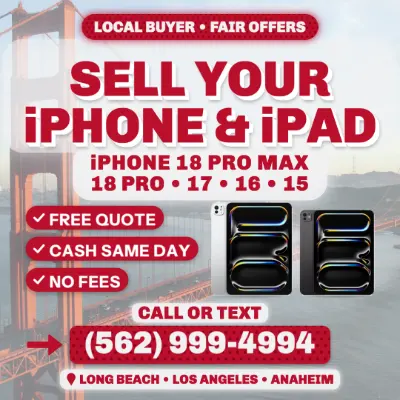 LOCAL BUYER • FAIR OFFERS
SELL YOUR
iPHONE & iPAD
iPHONE 18 PRO MAX
18 PRO • 17 • 16 • 15
FREE QUOTE
CASH SAME DAY
NO FEES
CALL OR TEXT
(562) 999-4994
LONG BEACH • LOS ANGELES • ANAHEIM